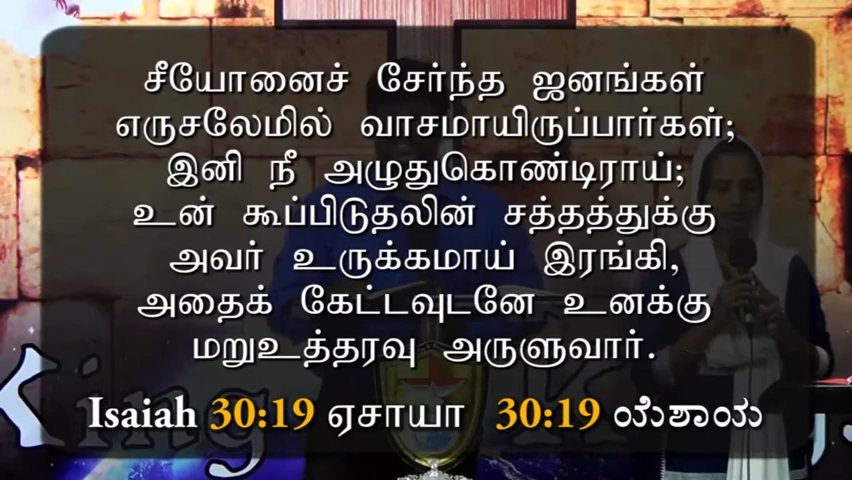 சீயோனைச் சேர்ந்த ஜனங்கள்
எருசலேமில் வாசமாயிருப்பார்கள்;
இனி நீ அழுதுகொண்டிராய்;
உன் கூப்பிடுதலின் சத்தத்துக்கு
அவர் உருக்கமாய் இரங்கி,
அதைக் கேட்டவுடனே உனக்கு
மறுஉத்தரவு அருளுவார்.
Isaiah 30:19 ஏசாயா 30:19 ಯೆಶಾಯ
King